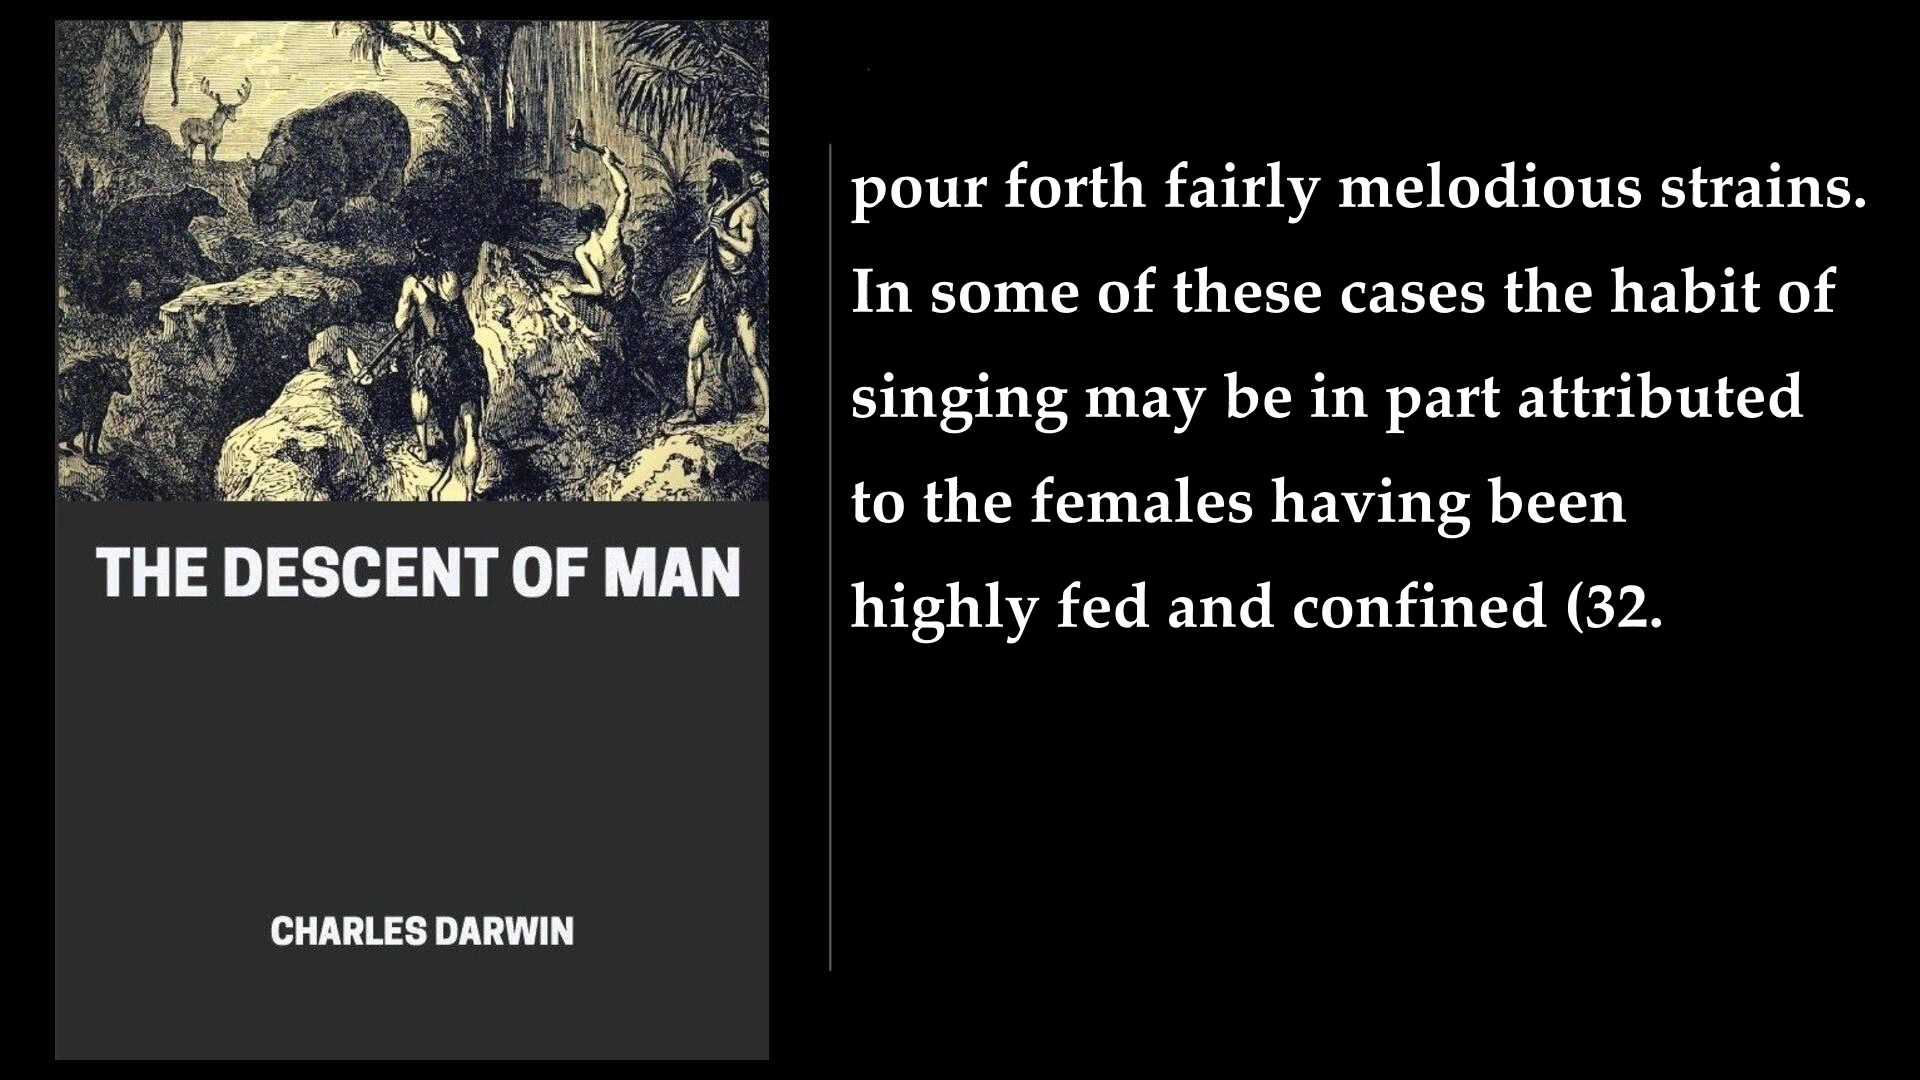 THE DESCENT OF MAN
CHARLES DARWIN
pour forth fairly melodious strains.
In some of these cases the habit of
singing may be in part attributed
to the females having been
highly fed and confined (32.